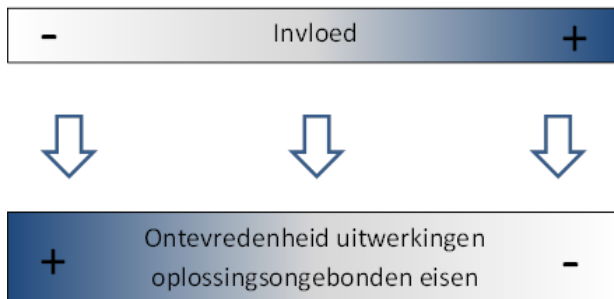 - Invloed +
+ Ontevredenheid uitwerkingen -
oplossingsongebonden eisen